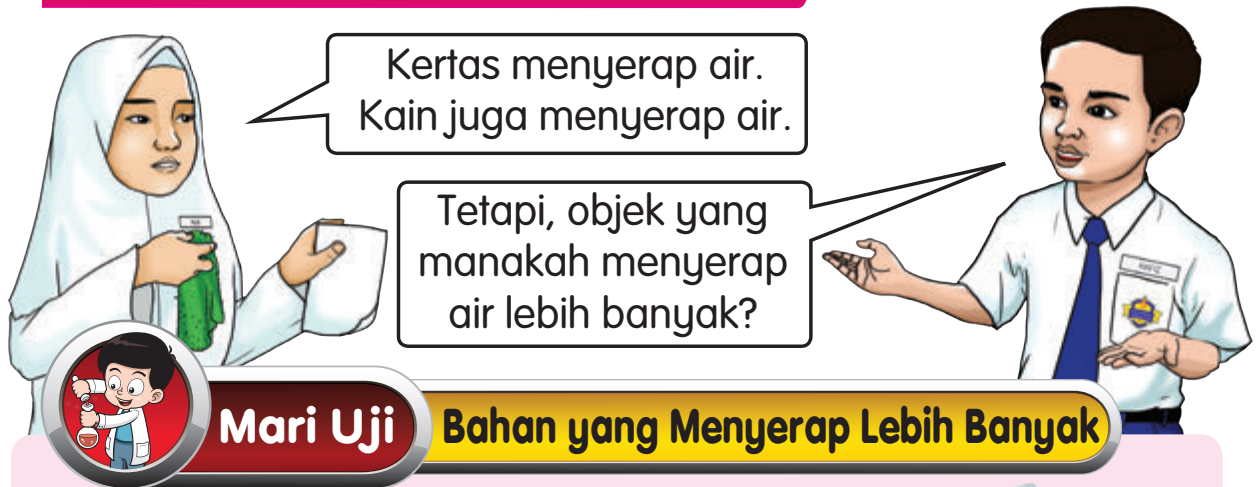 Kertas menyerap air.
Kain juga menyerap air.
Tetapi, objek yang
manakah menyerap
air lebih banyak?
Mari Uji
Bahan yang Menyerap Lebih Banyak